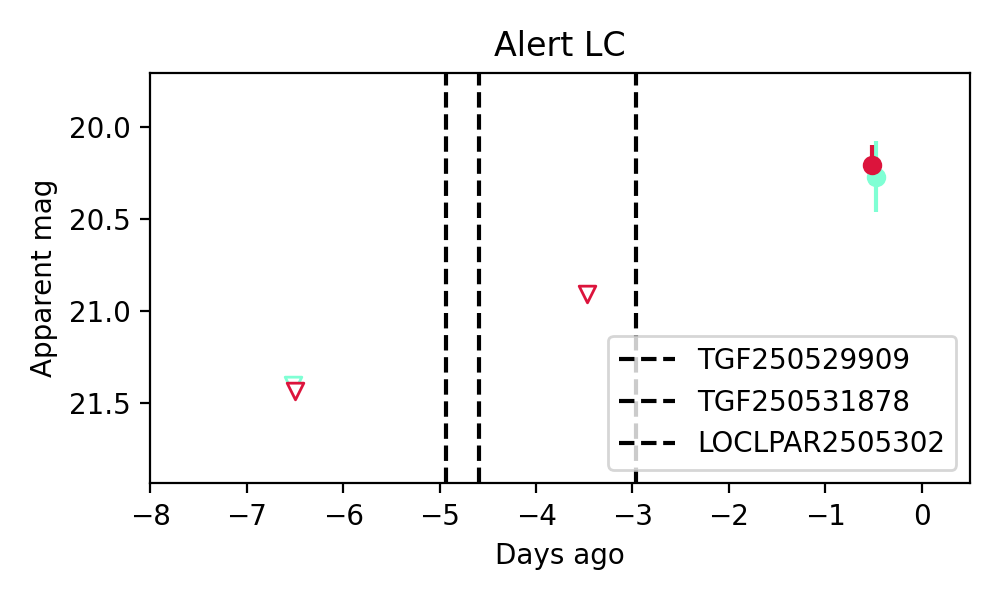 Alert LC
Apparent mag
20.0
20.5
21.0
21.5
TGF250529909
TGF250531878
LOCLPAR2505302
−8 −7 −6 −5 −4 −3 −2 −1 0
Days ago